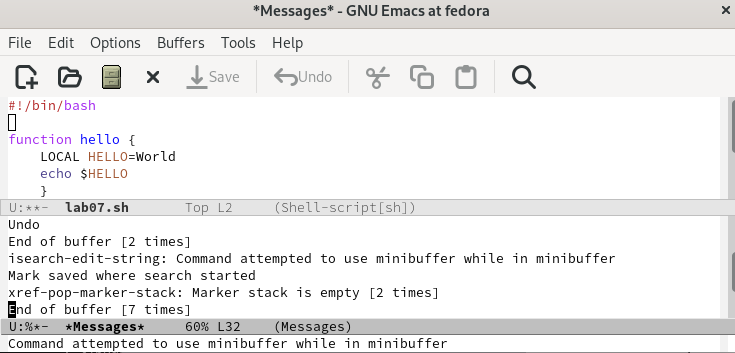 *Messages* - GNU Emacs at fedora
File Edit Options Buffers Tools Help
Save Undo
#!/bin/bash
function hello {
    LOCAL HELLO=World
    echo $HELLO
    }
U:**-  lab07.sh       Top L2     (Shell-script[sh])
Undo
End of buffer [2 times]
isearch-edit-string: Command attempted to use minibuffer while in minibuffer
Mark saved where search started
xref-pop-marker-stack: Marker stack is empty [2 times]
End of buffer [7 times]
U:%*-  *Messages*     60% L32    (Messages)
Command attempted to use minibuffer while in minibuffer